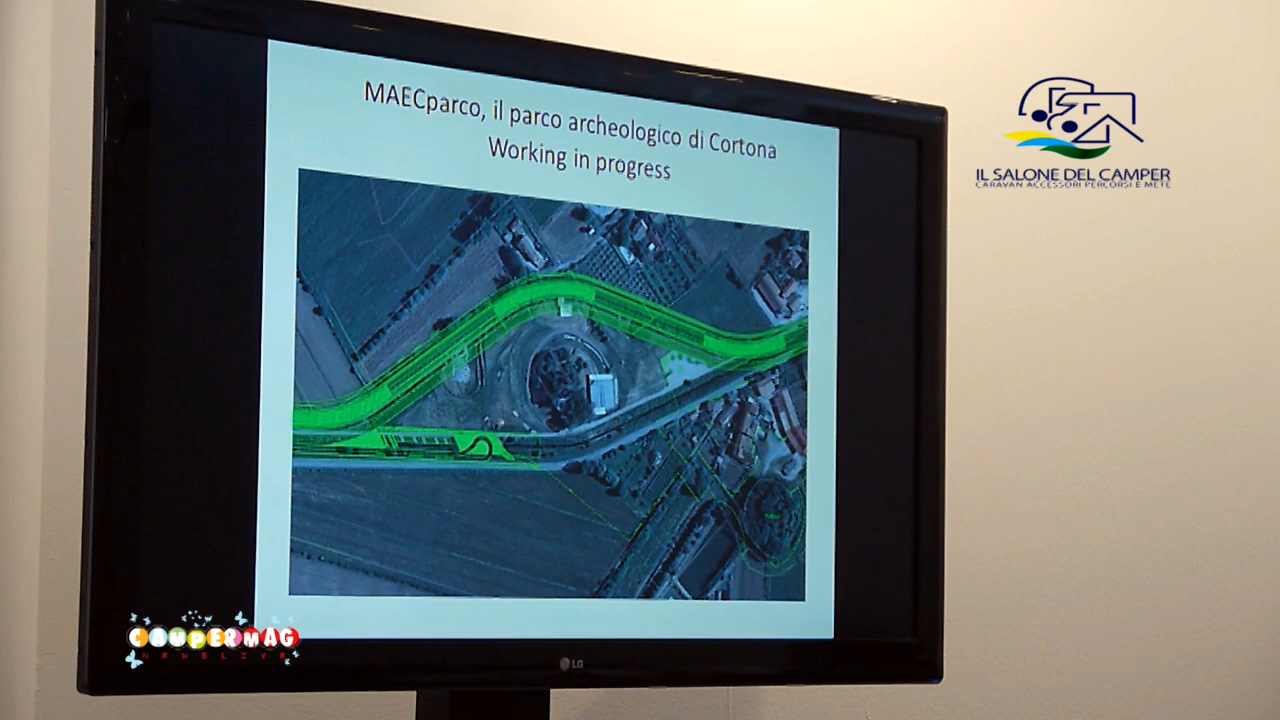 MAECparco, il parco archeologico di Cortona
Working in progress
IL SALONE DEL CAMPER
CARAVAN ACCESSORI PERCORSI E METE
CAMPERMAG
NEWSLIVE
LG